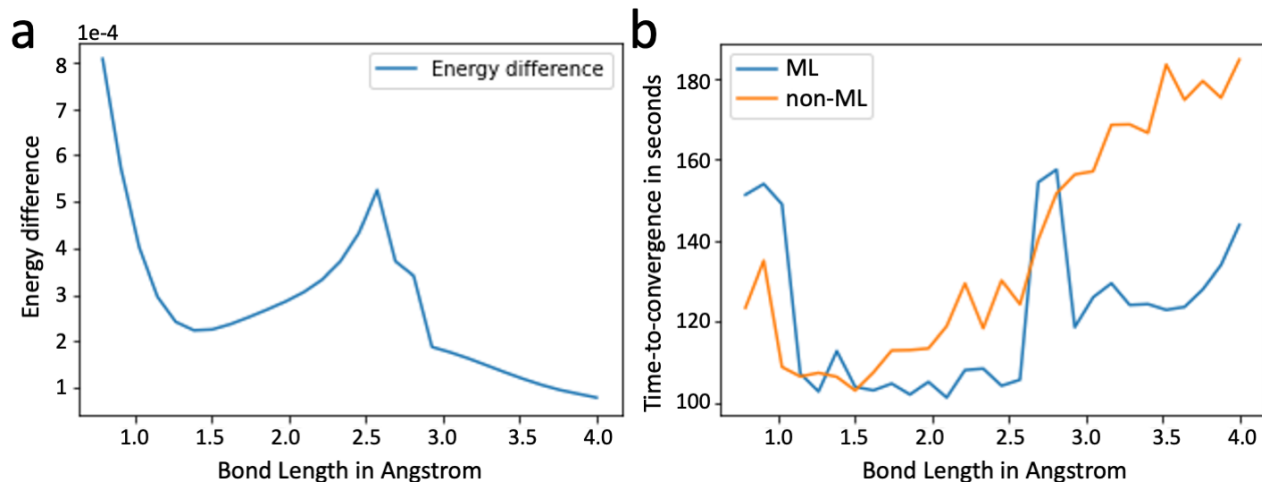 a
1e-4
Energy difference
8
7
6
5
4
3
2
1
Energy difference
1.0 1.5 2.0 2.5 3.0 3.5 4.0
Bond Length in Angstrom
b
ML
non-ML
180
160
140
120
100
Time-to-convergence in seconds
1.0 1.5 2.0 2.5 3.0 3.5 4.0
Bond Length in Angstrom